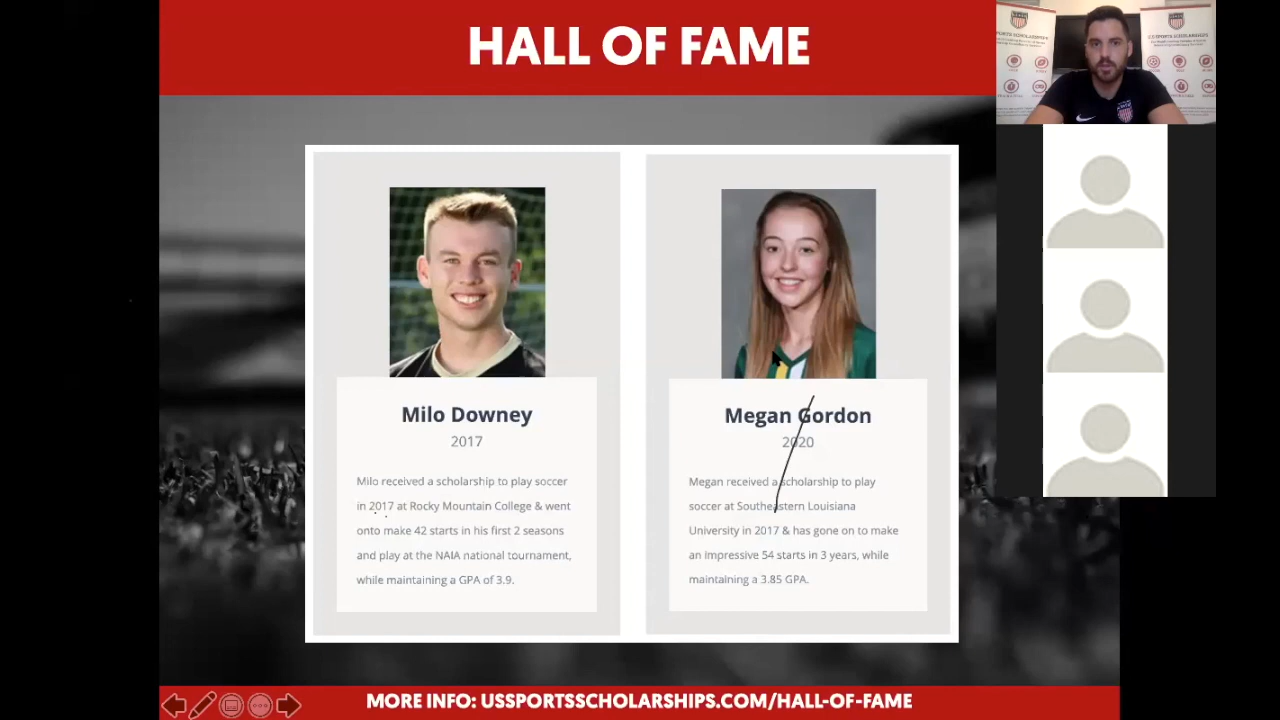 HALL OF FAME
Milo Downey
2017
Milo received a scholarship to play soccer
in 2017 at Rocky Mountain College & went
onto make 42 starts in his first 2 seasons
and play at the NAIA national tournament,
while maintaining a GPA of 3.9.
Megan Gordon
2020
Megan received a scholarship to play
soccer at Southeastern Louisiana
University in 2017 & has gone on to make
an impressive 54 starts in 3 years, while
maintaining a 3.85 GPA.
MORE INFO: USSPORTSSCHOLARSHIPS.COM/HALL-OF-FAME